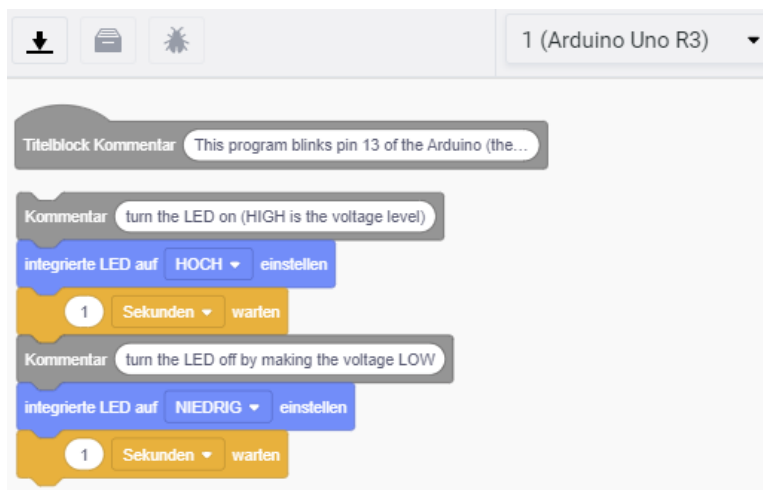 1 (Arduino Uno R3)
Titelblock Kommentar This program blinks pin 13 of the Arduino (the...
Kommentar turn the LED on (HIGH is the voltage level)
integrierte LED auf HOCH einstellen
1 Sekunden warten
Kommentar turn the LED off by making the voltage LOW
integrierte LED auf NIEDRIG einstellen
1 Sekunden warten